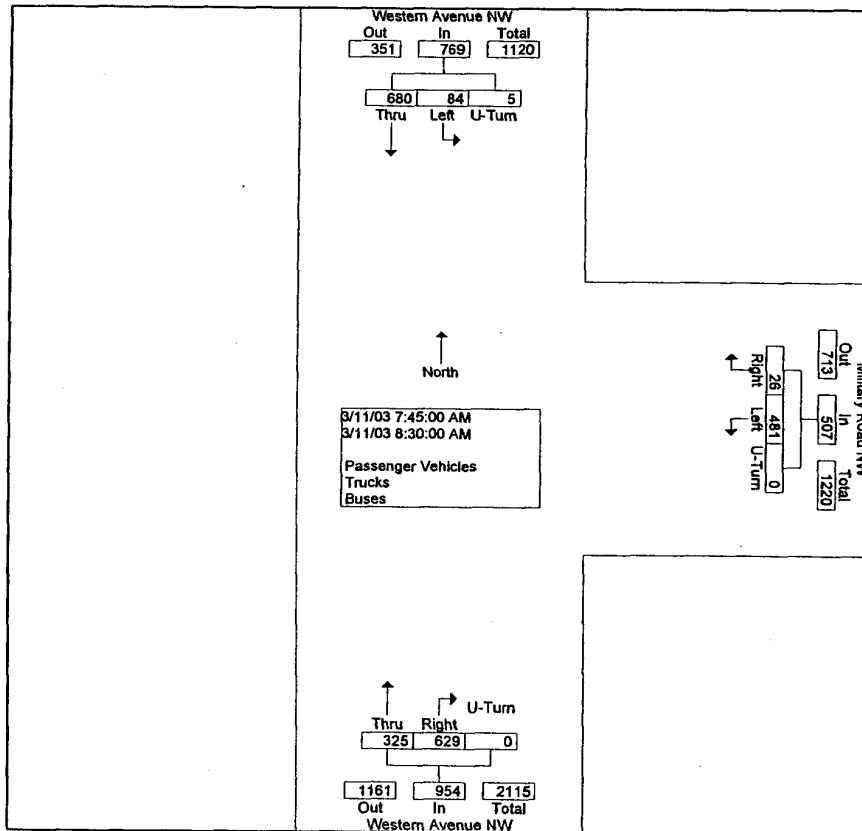 Western Avenue NW
Out In Total
351 769 1120
680 84 5
Thru Left U-Turn
North
3/11/03 7:45:00 AM
3/11/03 8:30:00 AM
Passenger Vehicles
Trucks
Buses
Military Road NW
Out In Total
713 507 1220
26 481 0
Right Left U-Turn
U-Turn
Thru Right
325 629 0
1161 954 2115
Out In Total
Western Avenue NW